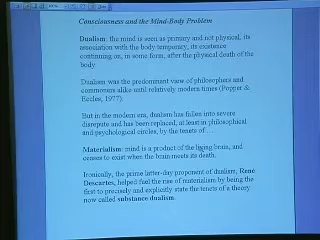 Consciousness and the Mind-Body Problem
Dualism: the mind is seen as primary and not physical, its
association with the body temporary, its existence
continuing on, in some form, after the physical death of the
body.
Dualism was the predominant view of philosophers and
commoners alike until relatively modern times (Popper &
Eccles, 1977).
But in the modern era, dualism has fallen into severe
disrepute and has been replaced, at least in philosophical
and psychological circles, by the tenets of ...
Materialism: mind is a product of the living brain, and
ceases to exist when the brain meets its death.
Ironically, the prime latter-day proponent of dualism, René
Descartes, helped fuel the rise of materialism by being the
first to precisely and explicitly state the tenets of a theory
now called substance dualism.